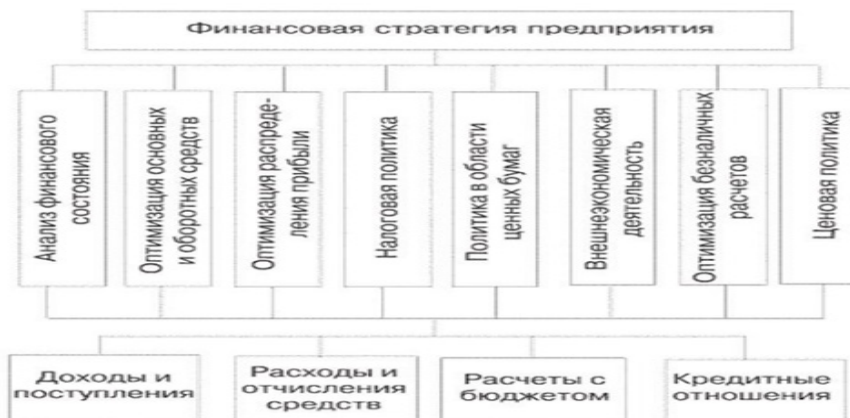 Финансовая стратегия предприятия
Анализ финансового
состояния
Оптимизация основных
и оборотных средств
Оптимизация распреде-
ления прибыли
Налоговая политика
Политика в области
ценных бумаг
Внешнеэкономическая
деятельность
Оптимизация безналичных
расчетов
Ценовая политика
Доходы и
поступления
Расходы и
отчисления
средств
Расчеты с
бюджетом
Кредитные
отношения